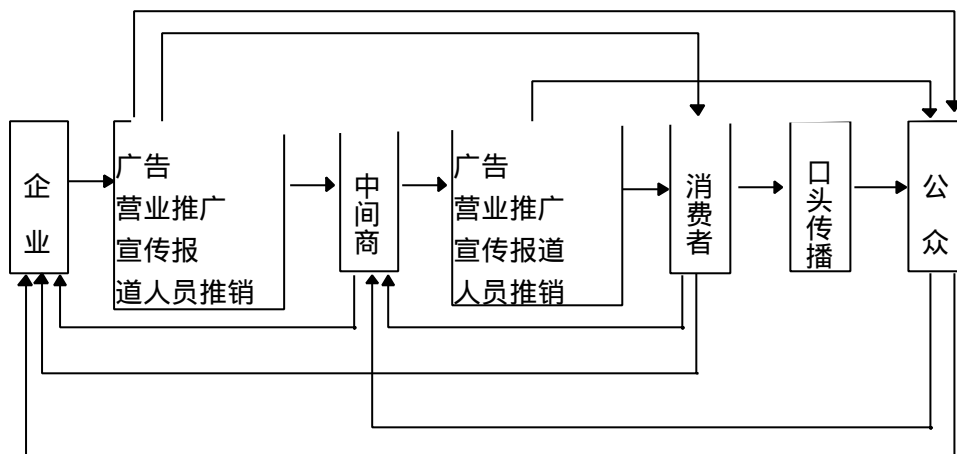 企业
广告
营业推广
宣传报
道人员推销
中间商
广告
营业推广
宣传报道
人员推销
消费者
口头传播
公众